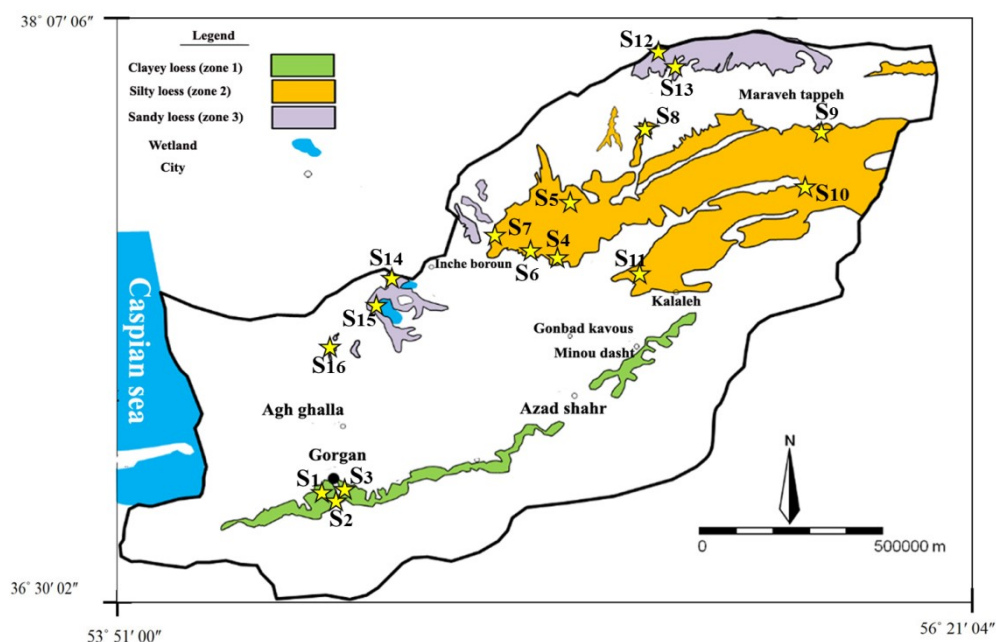 38° 07′ 06″
Legend
Clayey loess (zone 1)
Silty loess (zone 2)
Sandy loess (zone 3)
Wetland
City
S12
S13
Maraveh tappeh
S8
S9
S10
S5
S7
S4
S6
S14
Inche boroun
S11
Kalaleh
S15
Caspian sea
Gonbad kavous
Minou dasht
S16
Agh ghalla
Azad shahr
Gorgan
S1
S3
S2
N
0
500000 m
36° 30′ 02″
53° 51′ 00″
56° 21′ 04″